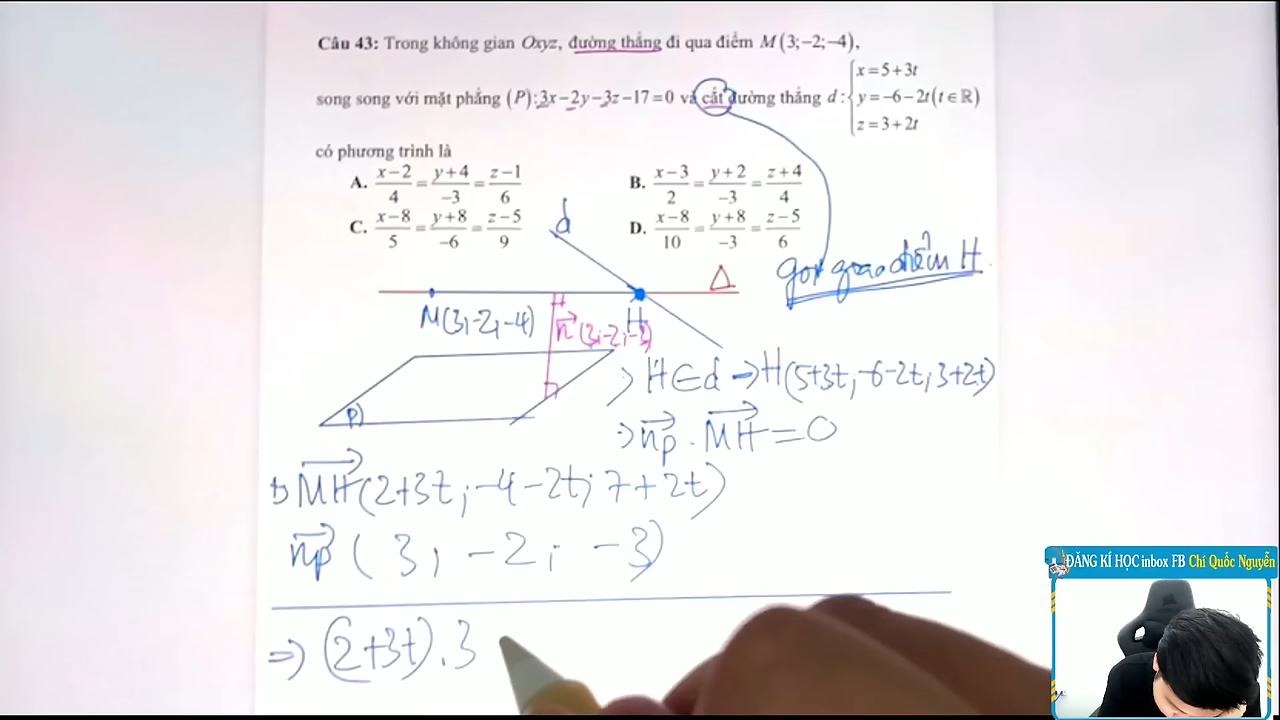 Câu 43: Trong không gian Oxyz, đường thẳng đi qua điểm M(3;−2;−4),
song song với mặt phẳng (P):3x−2y−3z−17=0 và cắt đường thẳng d: {x=5+3t
y=−6−2t(t∈ℝ)
z=3+2t
có phương trình là
A. (x−2)/4 = (y+4)/−3 = (z−1)/6 B. (x−3)/2 = (y+2)/−3 = (z+4)/4
C. (x−8)/5 = (y+8)/−6 = (z−5)/9 D. (x−8)/10 = (y+8)/−3 = (z−5)/6
d
gọi giao điểm H
Δ
M(3,−2,−4) H
n⃗(3;−2;−3)
H∈d ⇒ H(5+3t;−6−2t;3+2t)
P)
⇒ n⃗p . MH⃗ = 0
MH⃗(2+3t;−4−2t;7+2t)
n⃗p (3; −2; −3)
⇒ (2+3t).3
ĐĂNG KÍ HỌC inbox FB Chí Quốc Nguyễn